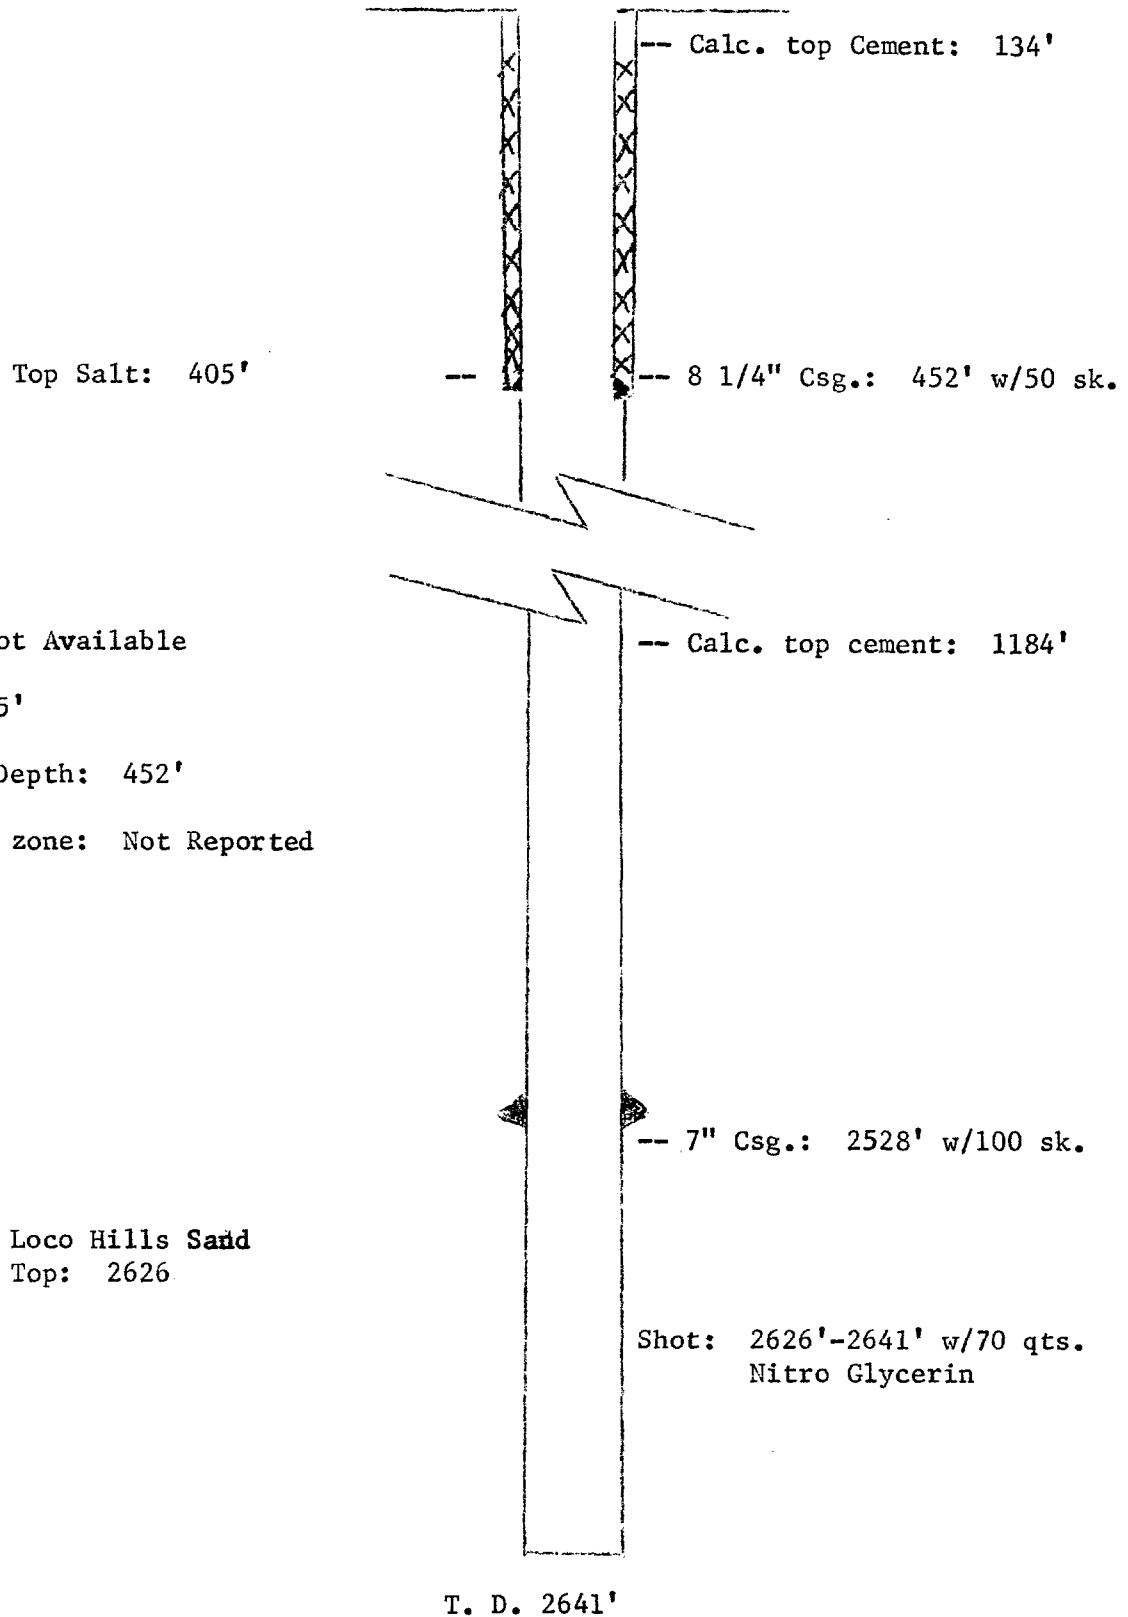 -- Calc. top Cement: 134'
Top Salt: 405' --
-- 8 1/4" Csg.: 452' w/50 sk.
ot Available
-- Calc. top cement: 1184'
5'
Depth: 452'
zone: Not Reported
-- 7" Csg.: 2528' w/100 sk.
Loco Hills Sand
Top: 2626
Shot: 2626'-2641' w/70 qts.
Nitro Glycerin
T. D. 2641'